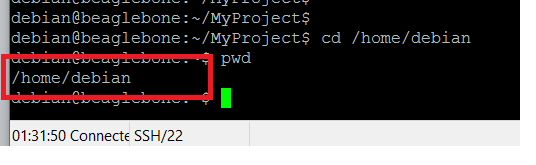 debian@beaglebone:~/MyProject$
debian@beaglebone:~/MyProject$
debian@beaglebone:~/MyProject$ cd /home/debian
debian@beaglebone:~$ pwd
/home/debian
debian@beaglebone:~$
01:31:50 Connecte SSH/22